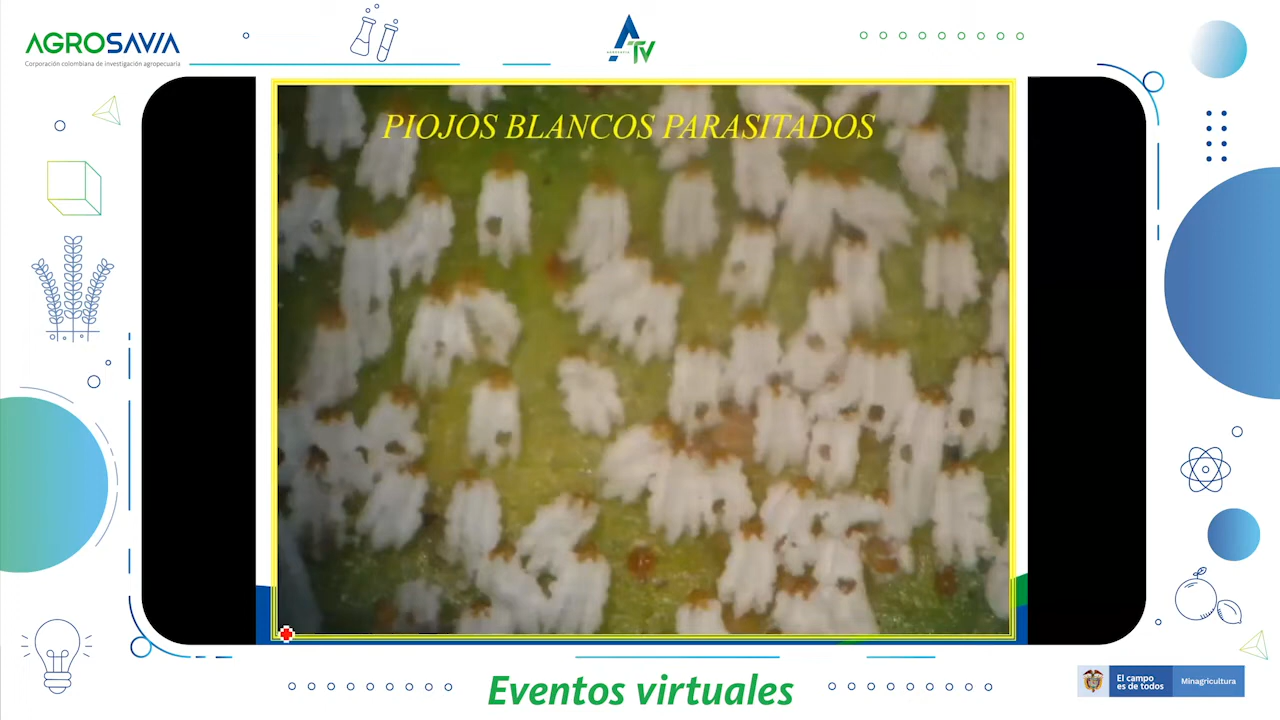 AGROSAVIA
Corporación colombiana de investigación agropecuaria
TV
PIOJOS BLANCOS PARASITADOS
Eventos virtuales
El campo
es de todos
Minagricultura